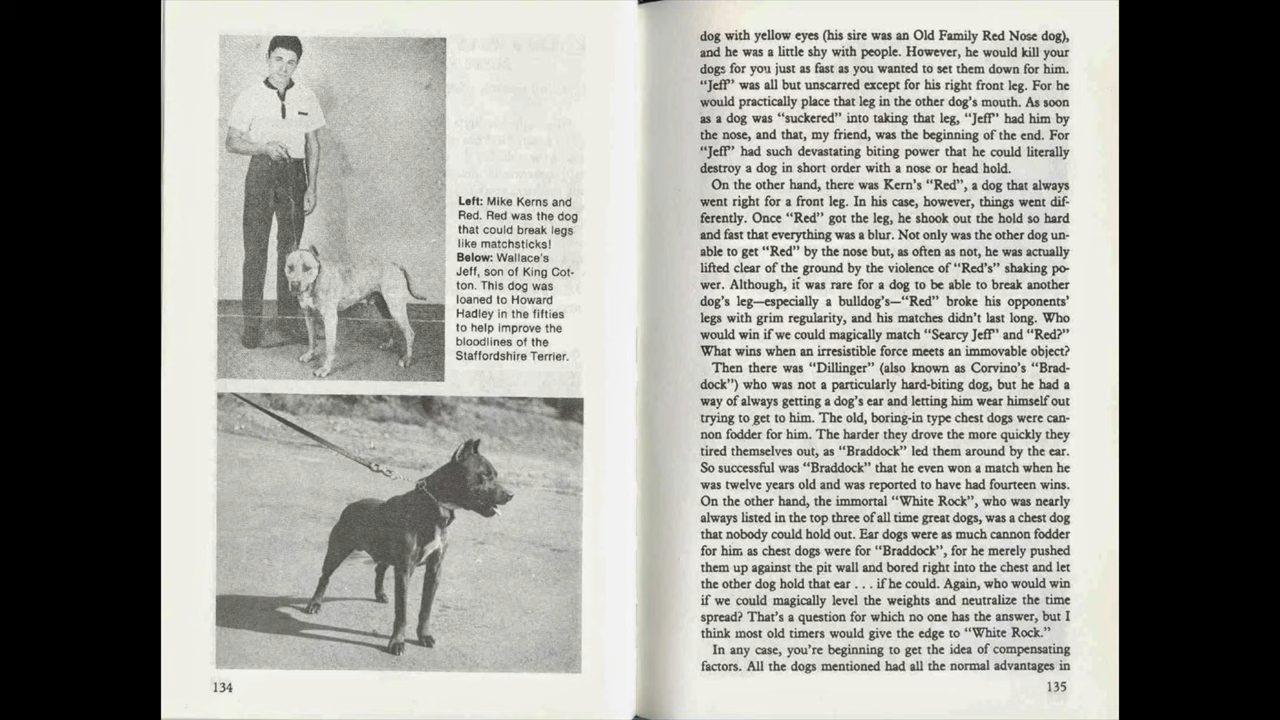 Left: Mike Kerns and
Red. Red was the dog
that could break legs
like matchsticks!
Below: Wallace's
Jeff, son of King Cot-
ton. This dog was
loaned to Howard
Hadley in the fifties
to help improve the
bloodlines of the
Staffordshire Terrier.
134
dog with yellow eyes (his sire was an Old Family Red Nose dog),
and he was a little shy with people. However, he would kill your
dogs for you just as fast as you wanted to set them down for him.
“Jeff” was all but unscarred except for his right front leg. For he
would practically place that leg in the other dog's mouth. As soon
as a dog was “suckered” into taking that leg, “Jeff” had him by
the nose, and that, my friend, was the beginning of the end. For
“Jeff” had such devastating biting power that he could literally
destroy a dog in short order with a nose or head hold.
On the other hand, there was Kern's “Red”, a dog that always
went right for a front leg. In his case, however, things went dif-
ferently. Once “Red” got the leg, he shook out the hold so hard
and fast that everything was a blur. Not only was the other dog un-
able to get “Red” by the nose but, as often as not, he was actually
lifted clear of the ground by the violence of “Red's” shaking po-
wer. Although, it was rare for a dog to be able to break another
dog's leg—especially a bulldog's—“Red” broke his opponents'
legs with grim regularity, and his matches didn't last long. Who
would win if we could magically match “Searcy Jeff” and “Red?”
What wins when an irresistible force meets an immovable object?
Then there was “Dillinger” (also known as Corvino's “Brad-
dock”) who was not a particularly hard-biting dog, but he had a
way of always getting a dog's ear and letting him wear himself out
trying to get to him. The old, boring-in type chest dogs were can-
non fodder for him. The harder they drove the more quickly they
tired themselves out, as “Braddock” led them around by the ear.
So successful was “Braddock” that he even won a match when he
was twelve years old and was reported to have had fourteen wins.
On the other hand, the immortal “White Rock”, who was nearly
always listed in the top three of all time great dogs, was a chest dog
that nobody could hold out. Ear dogs were as much cannon fodder
for him as chest dogs were for “Braddock”, for he merely pushed
them up against the pit wall and bored right into the chest and let
the other dog hold that ear . . . if he could. Again, who would win
if we could magically level the weights and neutralize the time
spread? That's a question for which no one has the answer, but I
think most old timers would give the edge to “White Rock.”
In any case, you're beginning to get the idea of compensating
factors. All the dogs mentioned had all the normal advantages in
135